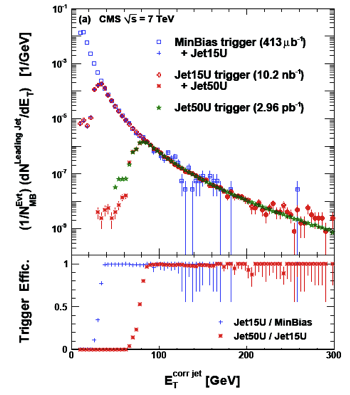 (a) CMS √s = 7 TeV
MinBias trigger (413 μb⁻¹)
+ Jet15U
Jet15U trigger (10.2 nb⁻¹)
+ Jet50U
Jet50U trigger (2.96 pb⁻¹)
(1/N^Evt_MB) (dN^Leading Jet/dE_T) [1/GeV]
10⁻¹
10⁻²
10⁻³
10⁻⁴
10⁻⁵
10⁻⁶
10⁻⁷
10⁻⁸
10⁻⁹
Trigger Effic.
1
0.5
0
Jet15U / MinBias
Jet50U / Jet15U
0 100 200 300
E_T^corr jet [GeV]